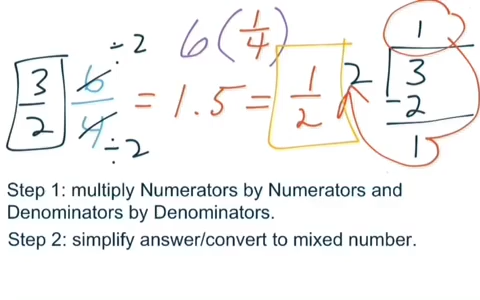 ÷2 6(1/4) 1
3/2 6/4 = 1.5 = 1/2 2 3
÷2 -2
1
Step 1: multiply Numerators by Numerators and
Denominators by Denominators.
Step 2: simplify answer/convert to mixed number.